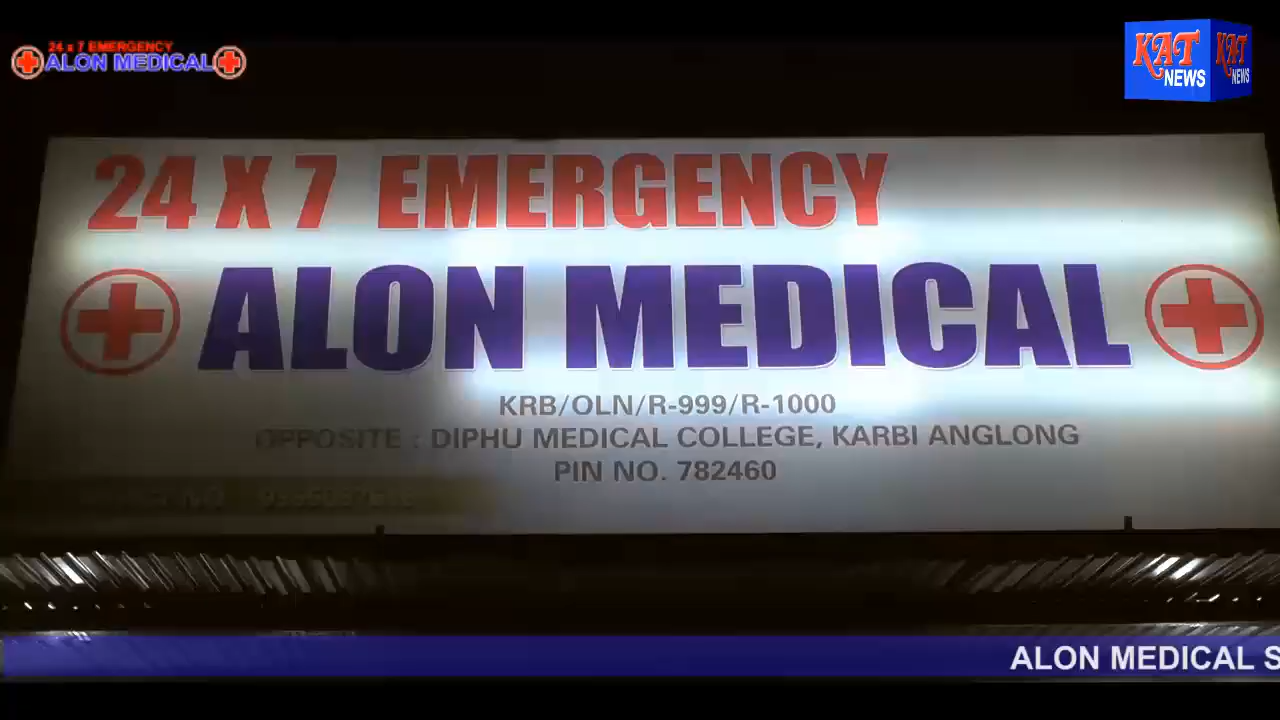 24 x 7 EMERGENCY
ALON MEDICAL
KAT
NEWS
KAT
NEWS
24 X 7 EMERGENCY
ALON MEDICAL
KRB/OLN/R-999/R-1000
OPPOSITE : DIPHU MEDICAL COLLEGE, KARBI ANGLONG
PIN NO. 782460
ALON MEDICAL S